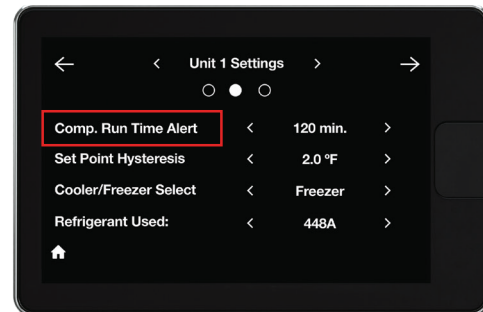 Unit 1 Settings
Comp. Run Time Alert 120 min.
Set Point Hysteresis 2.0 ºF
Cooler/Freezer Select Freezer
Refrigerant Used: 448A